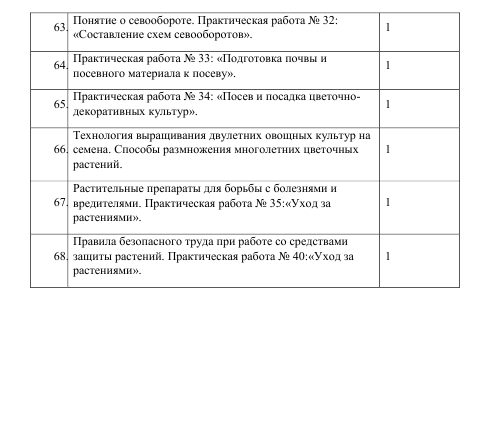 63. Понятие о севообороте. Практическая работа № 32: 1
«Составление схем севооборотов».
64. Практическая работа № 33: «Подготовка почвы и 1
посевного материала к посеву».
65. Практическая работа № 34: «Посев и посадка цветочно- 1
декоративных культур».
66. Технология выращивания двулетних овощных культур на 1
семена. Способы размножения многолетних цветочных
растений.
67. Растительные препараты для борьбы с болезнями и 1
вредителями. Практическая работа № 35:«Уход за
растениями».
68. Правила безопасного труда при работе со средствами 1
защиты растений. Практическая работа № 40:«Уход за
растениями».